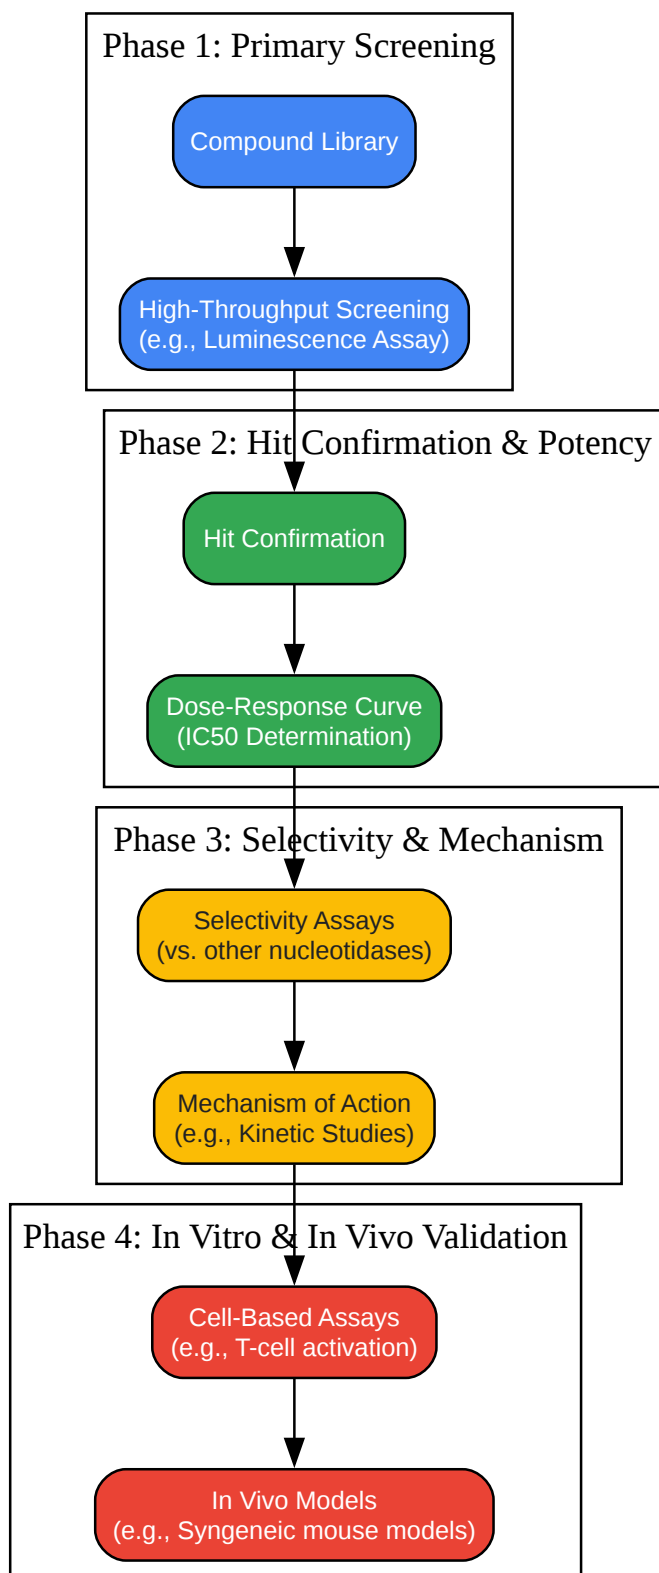 Phase 1: Primary Screening
Compound Library
High-Throughput Screening
(e.g., Luminescence Assay)
Phase 2: Hit Confirmation & Potency
Hit Confirmation
Dose-Response Curve
(IC50 Determination)
Phase 3: Selectivity & Mechanism
Selectivity Assays
(vs. other nucleotidases)
Mechanism of Action
(e.g., Kinetic Studies)
Phase 4: In Vitro & In Vivo Validation
Cell-Based Assays
(e.g., T-cell activation)
In Vivo Models
(e.g., Syngeneic mouse models)